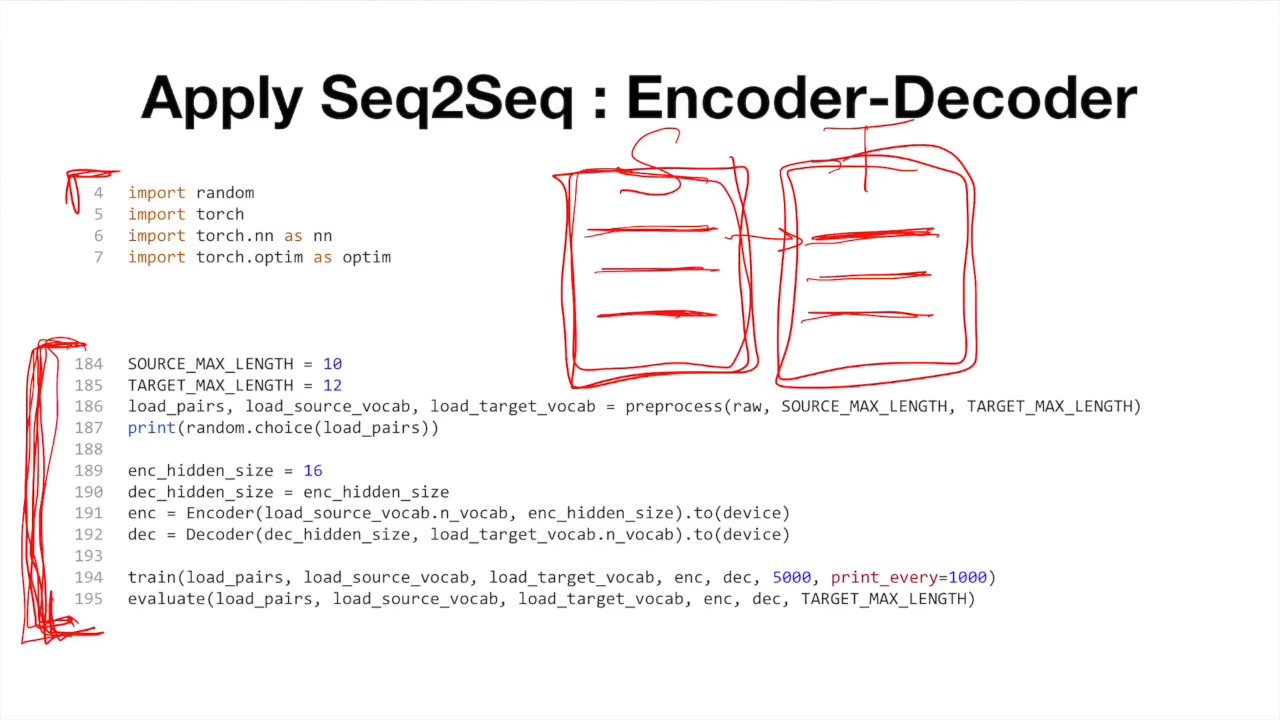 Apply Seq2Seq : Encoder-Decoder
S T
4 import random
5 import torch
6 import torch.nn as nn
7 import torch.optim as optim
184 SOURCE_MAX_LENGTH = 10
185 TARGET_MAX_LENGTH = 12
186 load_pairs, load_source_vocab, load_target_vocab = preprocess(raw, SOURCE_MAX_LENGTH, TARGET_MAX_LENGTH)
187 print(random.choice(load_pairs))
188
189 enc_hidden_size = 16
190 dec_hidden_size = enc_hidden_size
191 enc = Encoder(load_source_vocab.n_vocab, enc_hidden_size).to(device)
192 dec = Decoder(dec_hidden_size, load_target_vocab.n_vocab).to(device)
193
194 train(load_pairs, load_source_vocab, load_target_vocab, enc, dec, 5000, print_every=1000)
195 evaluate(load_pairs, load_source_vocab, load_target_vocab, enc, dec, TARGET_MAX_LENGTH)